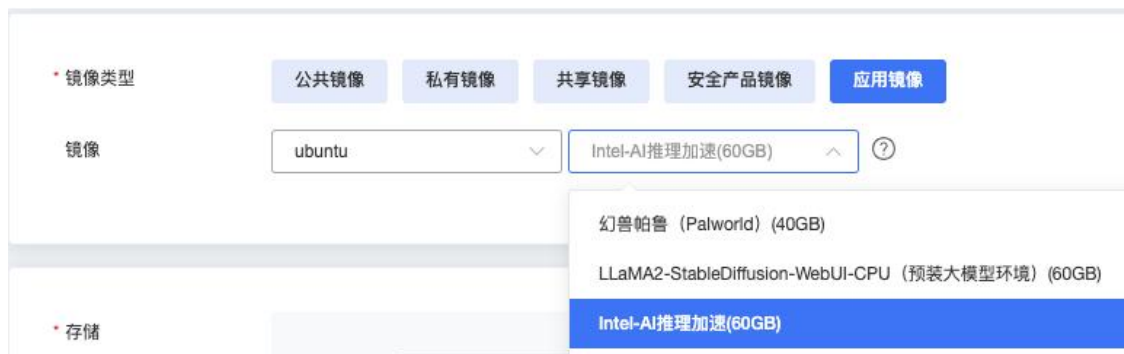 * 镜像类型 公共镜像 私有镜像 共享镜像 安全产品镜像 应用镜像
镜像 ubuntu Intel-AI推理加速(60GB) ?
幻兽帕鲁（Palworld）(40GB)
LLaMA2-StableDiffusion-WebUI-CPU（预装大模型环境）(60GB)
* 存储 Intel-AI推理加速(60GB)